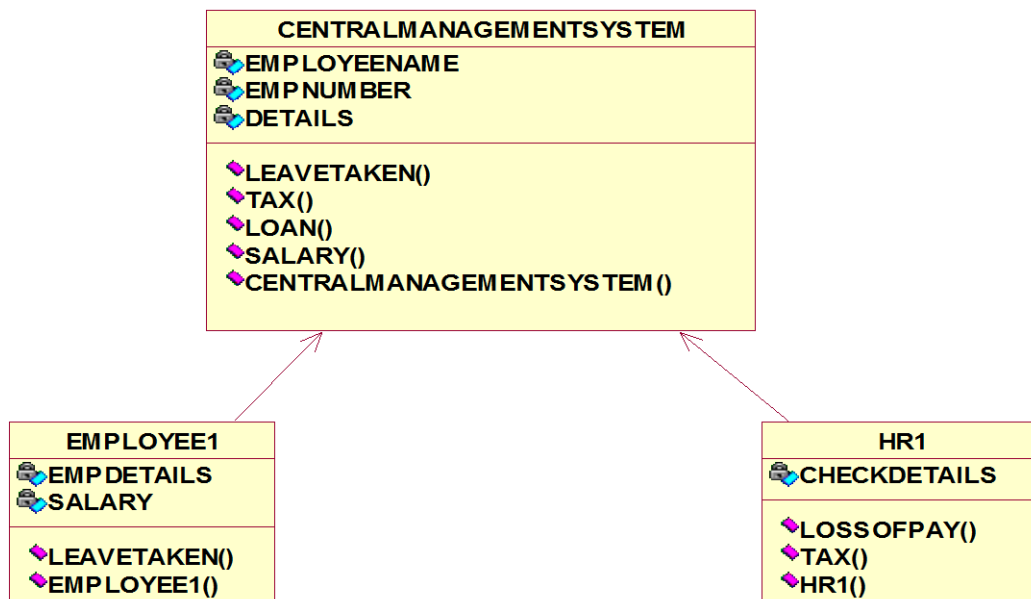 CENTRALMANAGEMENTSYSTEM
EMPLOYEENAME
EMPNUMBER
DETAILS
LEAVETAKEN()
TAX()
LOAN()
SALARY()
CENTRALMANAGEMENTSYSTEM()
EMPLOYEE1
EMPDETAILS
SALARY
LEAVETAKEN()
EMPLOYEE1()
HR1
CHECKDETAILS
LOSSOFPAY()
TAX()
HR1()